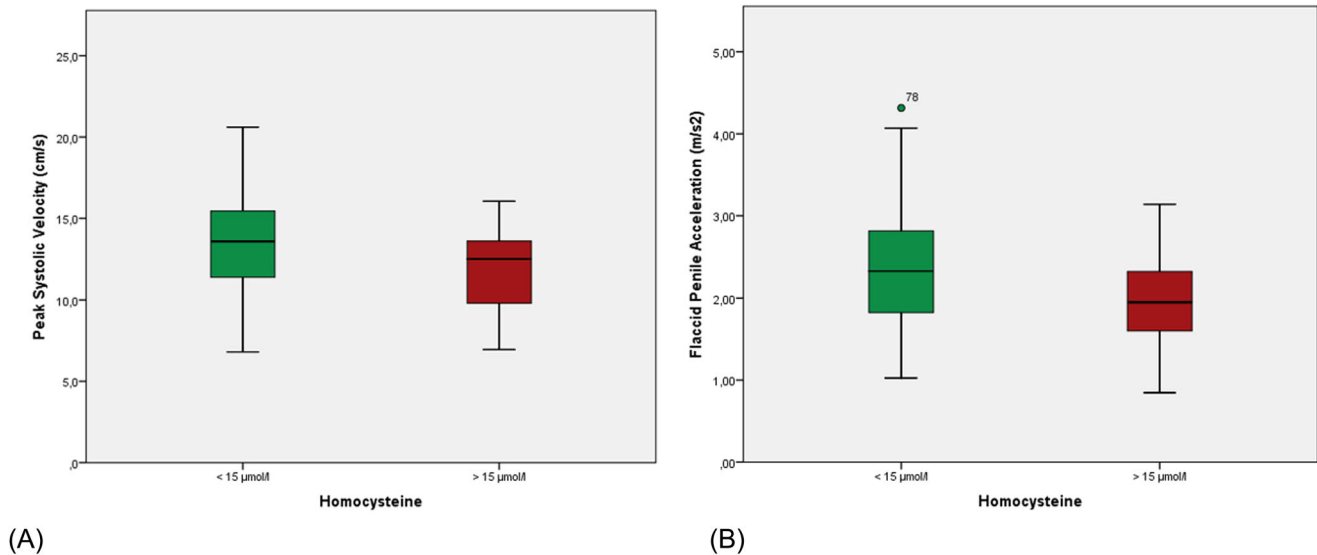 25,0
20,0
15,0
10,0
5,0
,0
Peak Systolic Velocity (cm/s)
< 15 µmol/l
> 15 µmol/l
Homocysteine
(A)
5,00
4,00
3,00
2,00
1,00
,00
Flaccid Penile Acceleration (m/s2)
78
< 15 µmol/l
> 15 µmol/l
Homocysteine
(B)